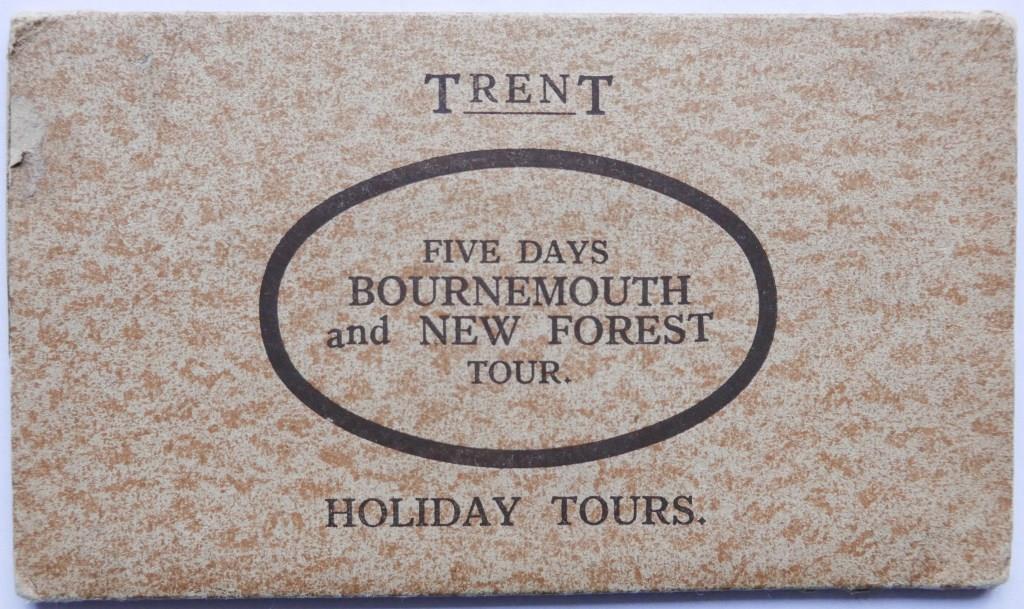 TRENT
FIVE DAYS
BOURNEMOUTH
and NEW FOREST
TOUR.
HOLIDAY TOURS.